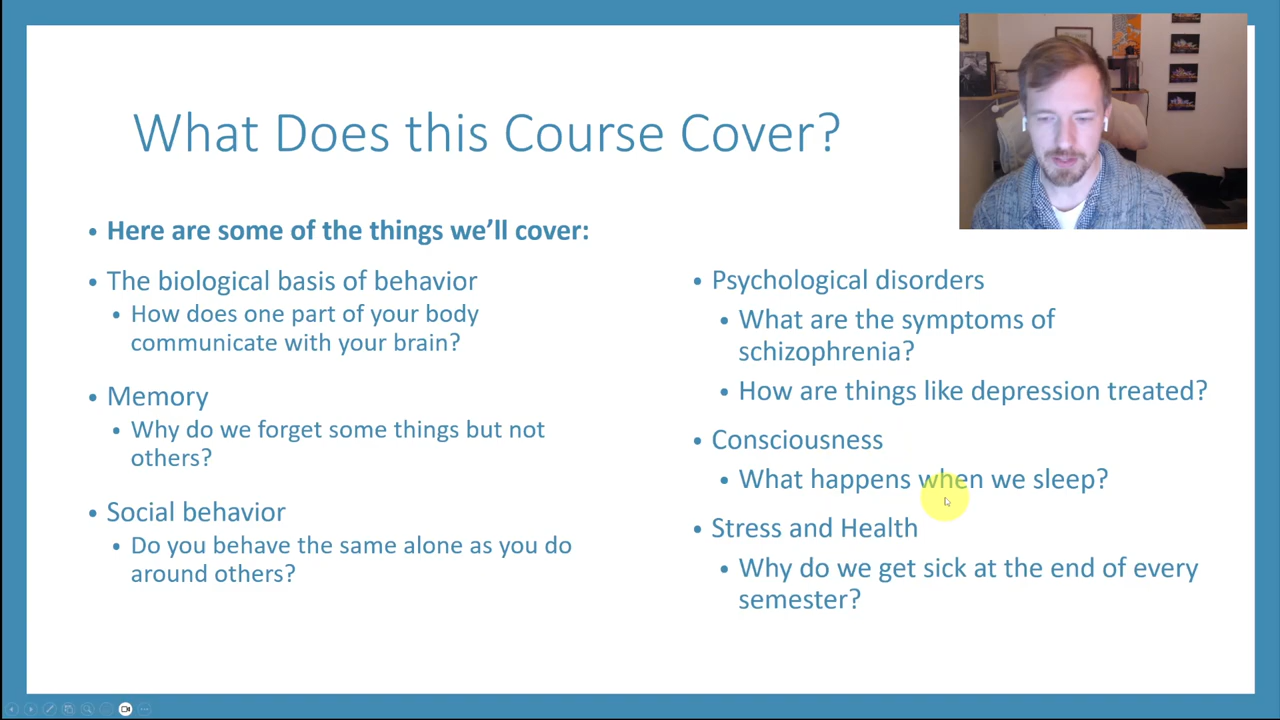 What Does this Course Cover?
• Here are some of the things we’ll cover:
• The biological basis of behavior
• How does one part of your body
communicate with your brain?
• Memory
• Why do we forget some things but not
others?
• Social behavior
• Do you behave the same alone as you do
around others?
• Psychological disorders
• What are the symptoms of
schizophrenia?
• How are things like depression treated?
• Consciousness
• What happens when we sleep?
• Stress and Health
• Why do we get sick at the end of every
semester?